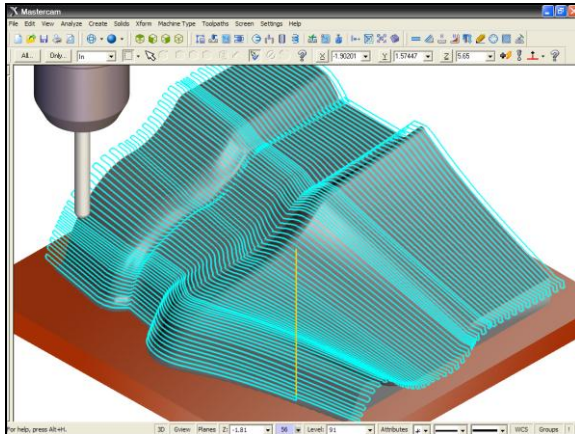 Mastercam
File Edit View Analyze Create Solids Xform Machine Type Toolpaths Screen Settings Help
All... Only... In X -1.90201 Y 1.57447 Z 5.65
For help, press Alt+H. 3D Gview Planes Z: -1.81 56 Level: 91 Attributes WCS Groups